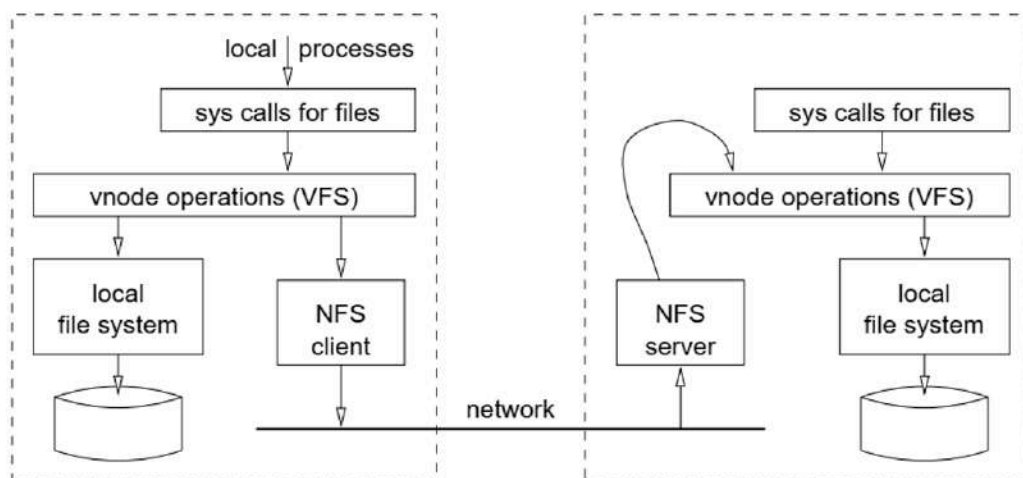 local processes
sys calls for files
vnode operations (VFS)
local
file system
NFS
client
network
sys calls for files
vnode operations (VFS)
NFS
server
local
file system